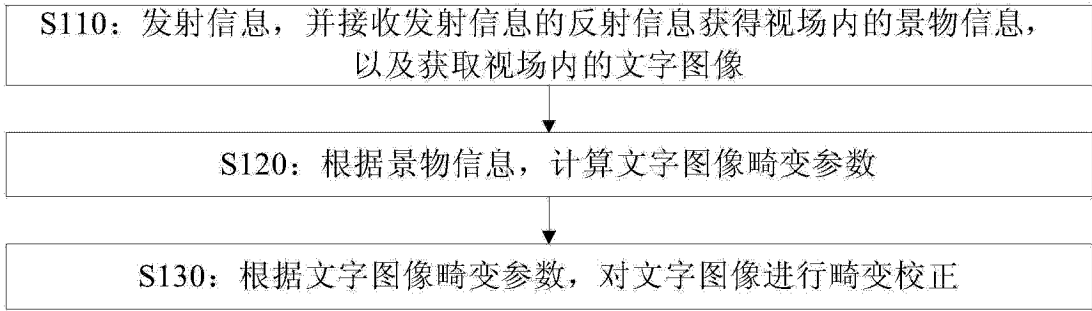 S110：发射信息，并接收发射信息的反射信息获得视场内的景物信息，
以及获取视场内的文字图像
S120：根据景物信息，计算文字图像畸变参数
S130：根据文字图像畸变参数，对文字图像进行畸变校正